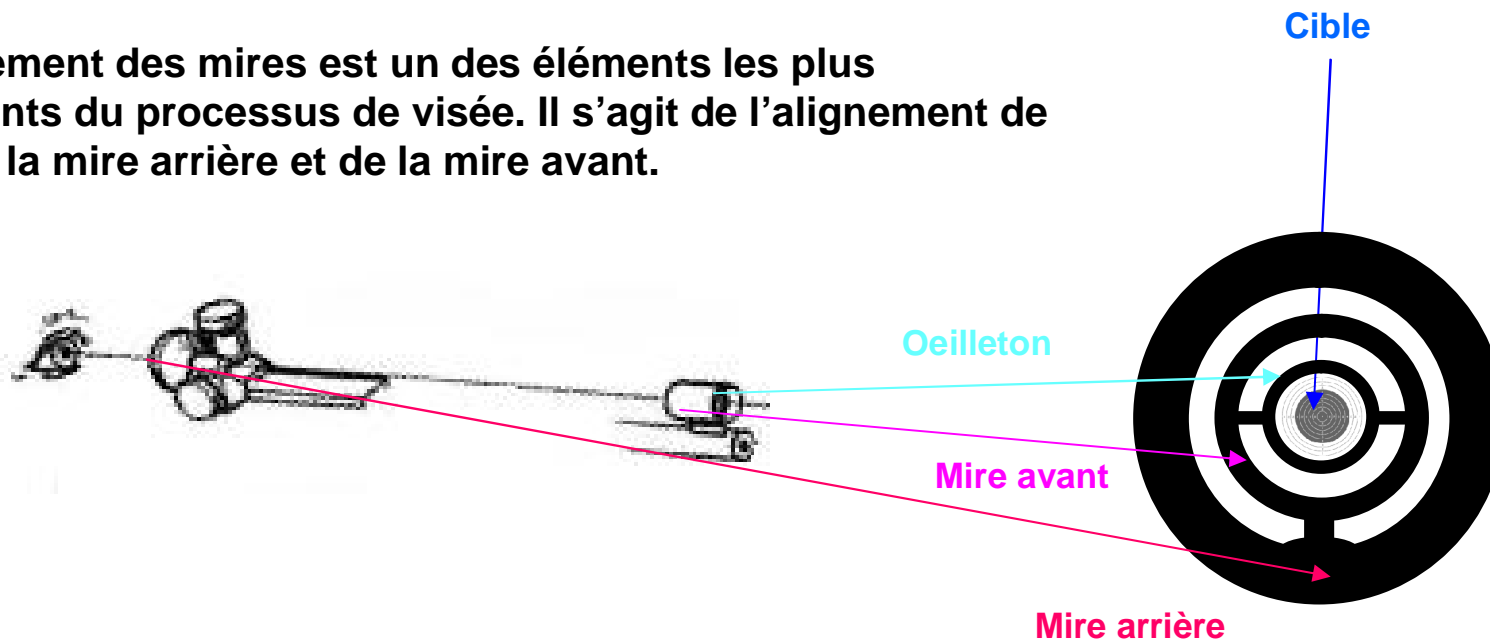 Cible
ement des mires est un des éléments les plus
nts du processus de visée. Il s’agit de l’alignement de
la mire arrière et de la mire avant.
Oeilleton
Mire avant
Mire arrière